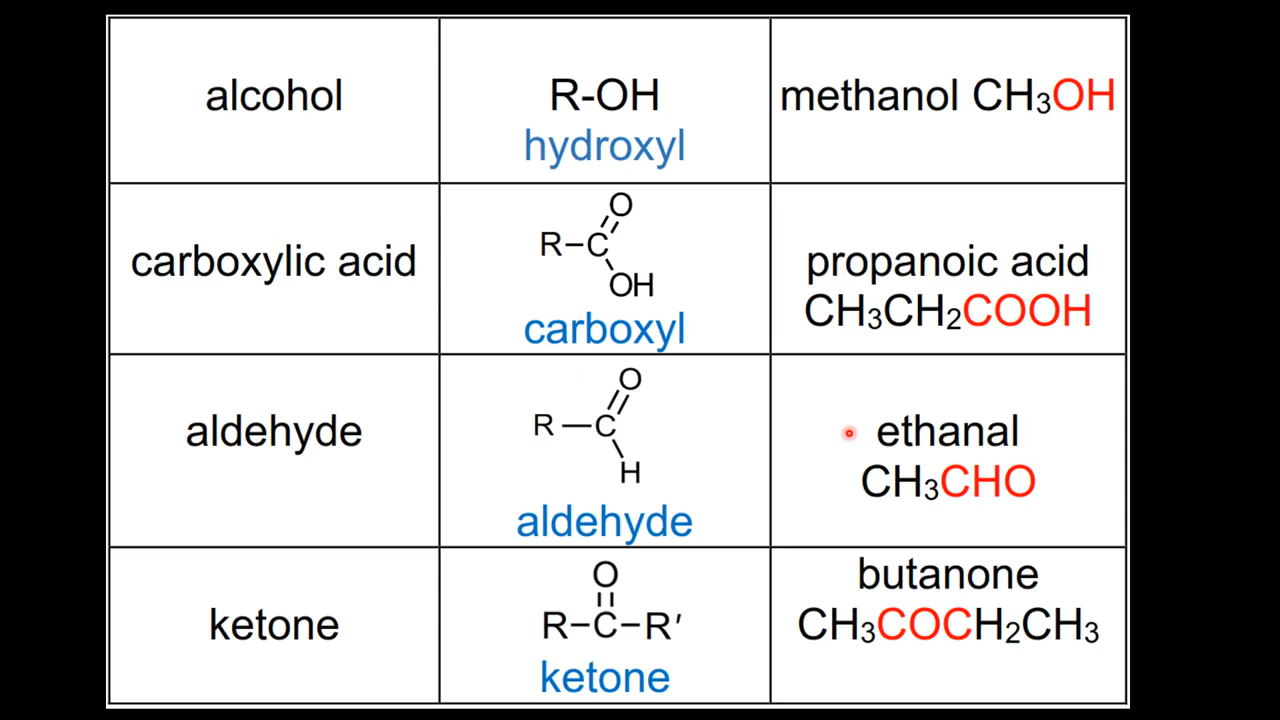 alcohol
R-OH
hydroxyl
methanol CH₃OH
carboxylic acid
O
R–C
OH
carboxyl
propanoic acid
CH₃CH₂COOH
aldehyde
O
R—C
H
aldehyde
ethanal
CH₃CHO
ketone
O
R–C–R′
ketone
butanone
CH₃COCH₂CH₃